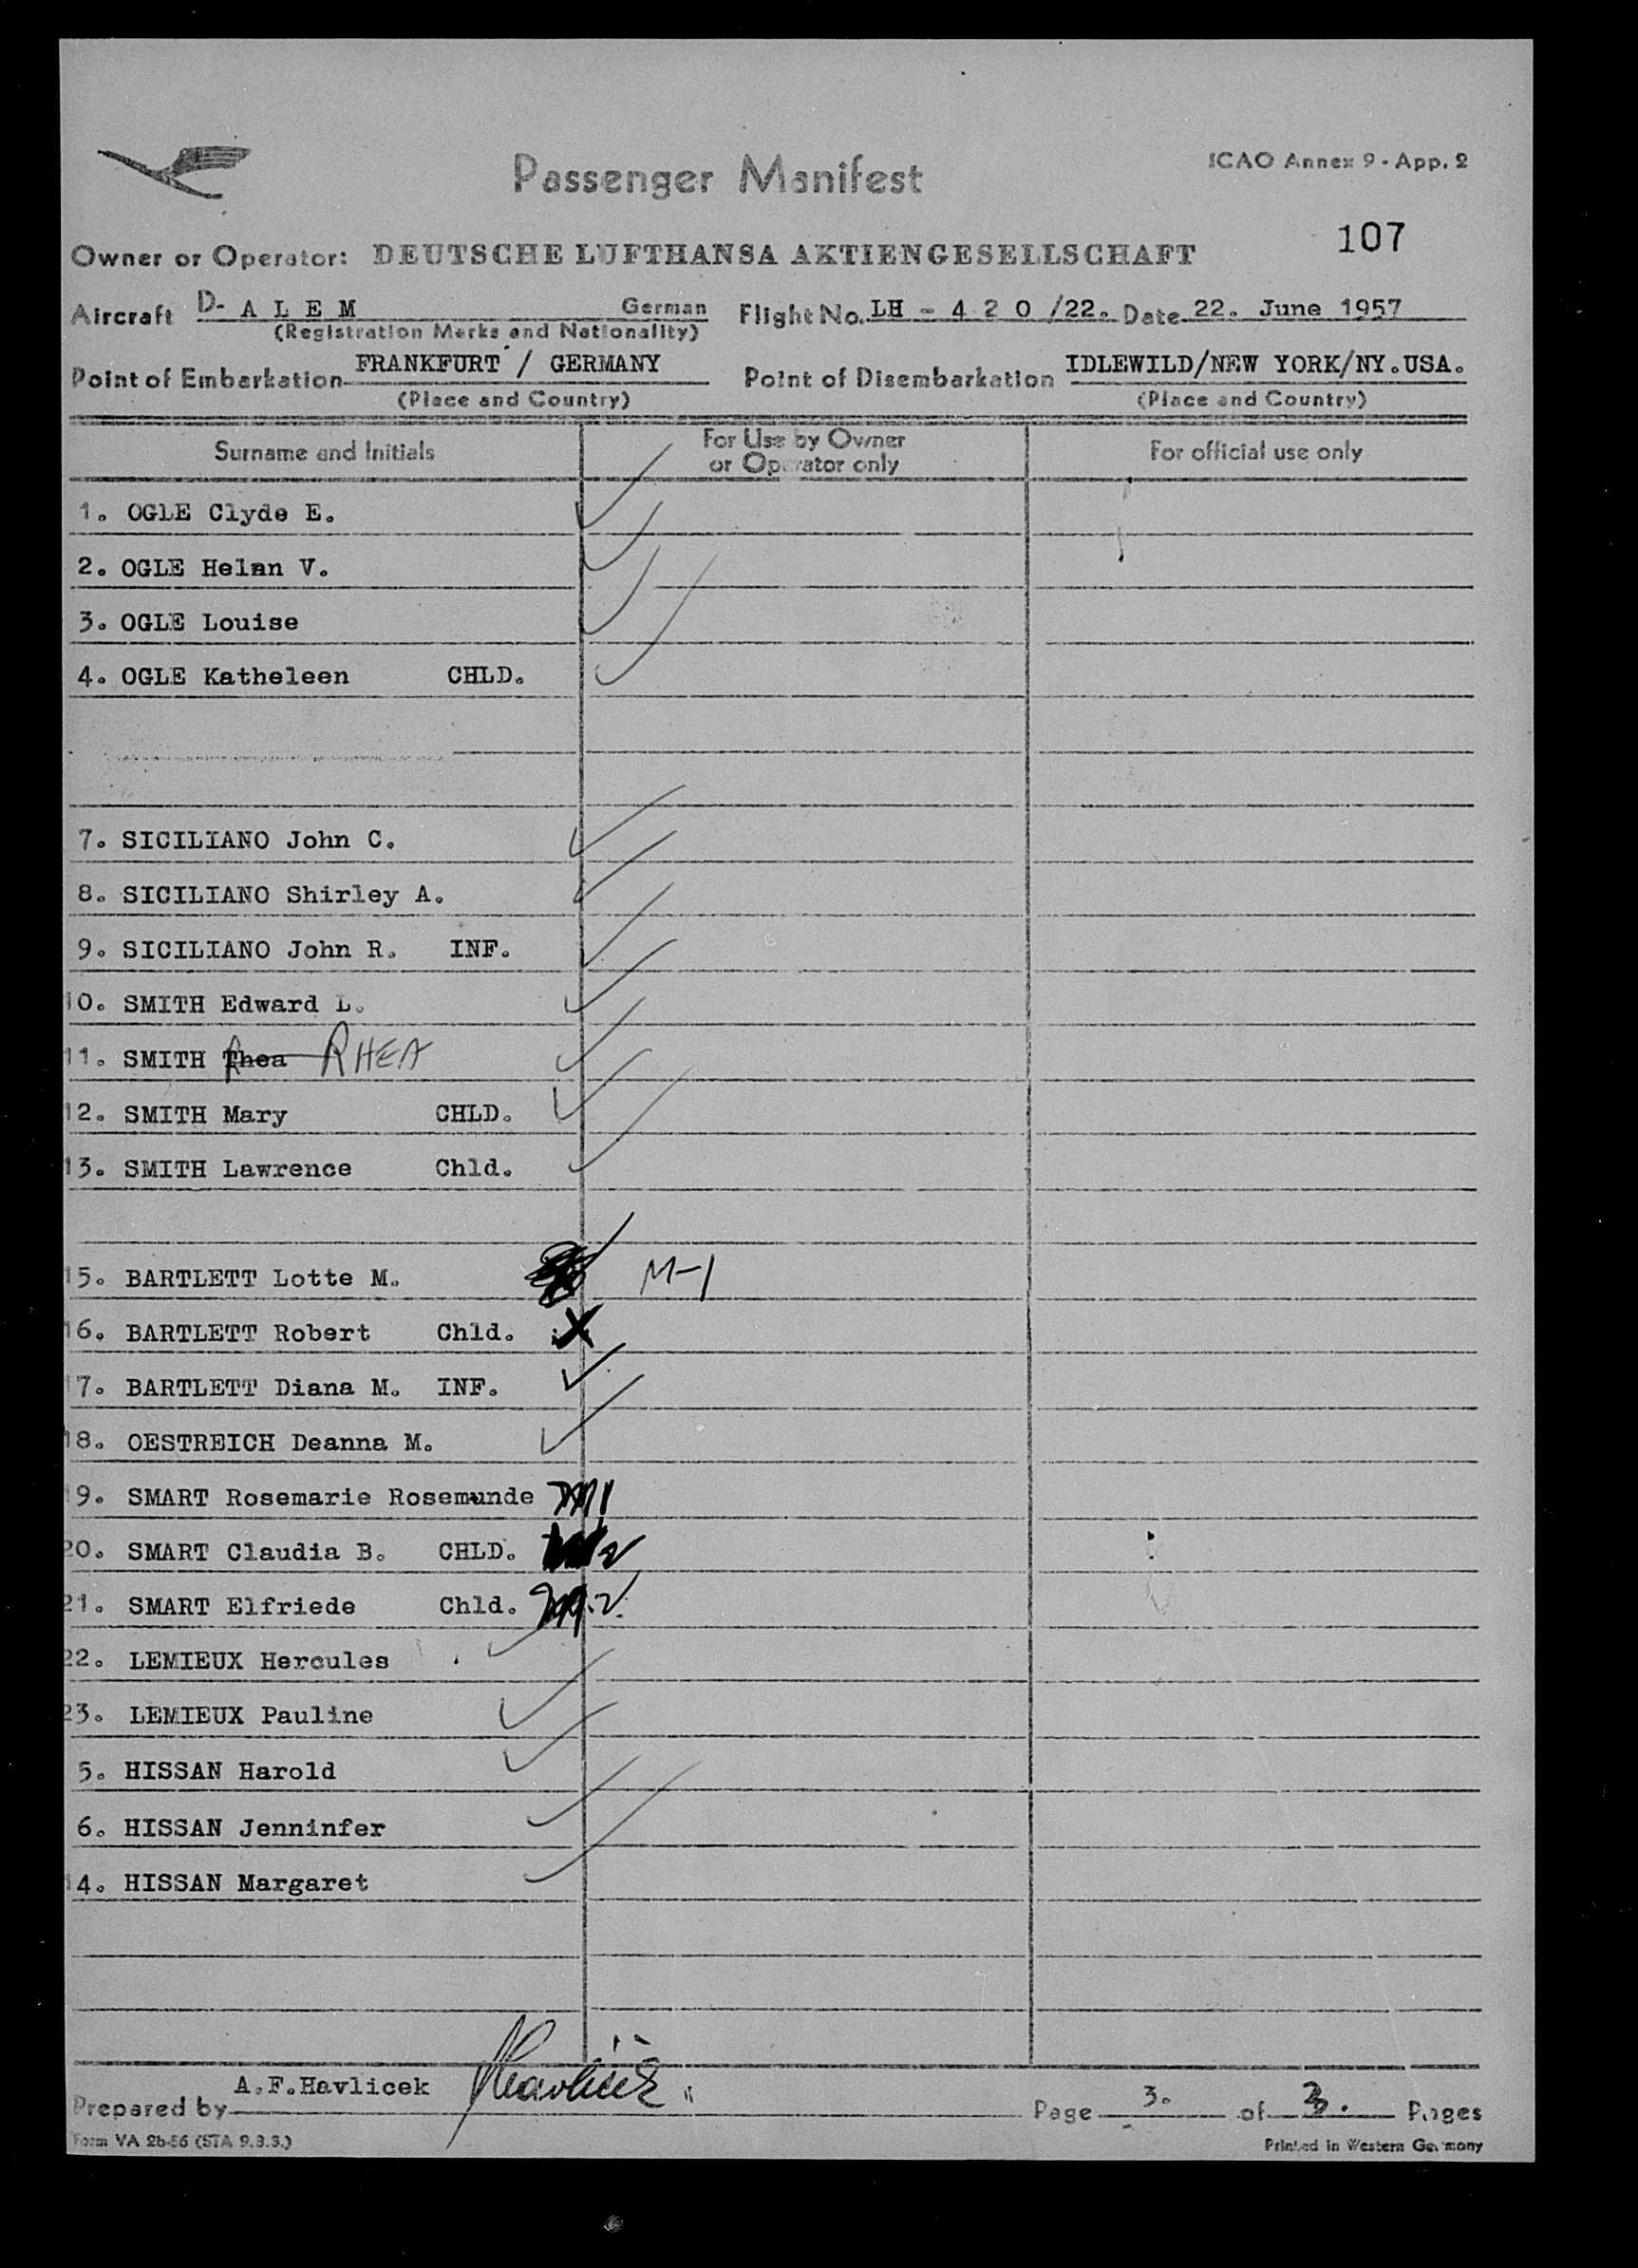 Passenger Manifest
ICAO Annex 9 - App. 2
107
Owner or Operator: DEUTSCHE LUFTHANSA AKTIENGESELLSCHAFT
Aircraft D- A L E M German Flight No. LH - 4 2 0 /22. Date 22. June 1957
(Registration Marks and Nationality)
Point of Embarkation FRANKFURT / GERMANY Point of Disembarkation IDLEWILD/NEW YORK/NY.USA.
(Place and Country) (Place and Country)
Surname and Initials For Use by Owner or Operator only For official use only
1. OGLE Clyde E.
2. OGLE Helan V.
3. OGLE Louise
4. OGLE Katheleen CHLD.
7. SICILIANO John C.
8. SICILIANO Shirley A.
9. SICILIANO John R. INF.
10. SMITH Edward L.
11. SMITH Thea RHEA
12. SMITH Mary CHLD.
13. SMITH Lawrence Chld.
15. BARTLETT Lotte M. M-1
16. BARTLETT Robert Chld. X
17. BARTLETT Diana M. INF.
18. OESTREICH Deanna M.
19. SMART Rosemarie Rosemunde
20. SMART Claudia B. CHLD.
21. SMART Elfriede Chld.
22. LEMIEUX Hercules
23. LEMIEUX Pauline
5. HISSAN Harold
6. HISSAN Jenninfer
14. HISSAN Margaret
A.F.Havlicek Havlicek
Prepared by Page 3. of 3. Pages
Form VA 2b-56 (STA 9.3.3.) Printed in Western Germany